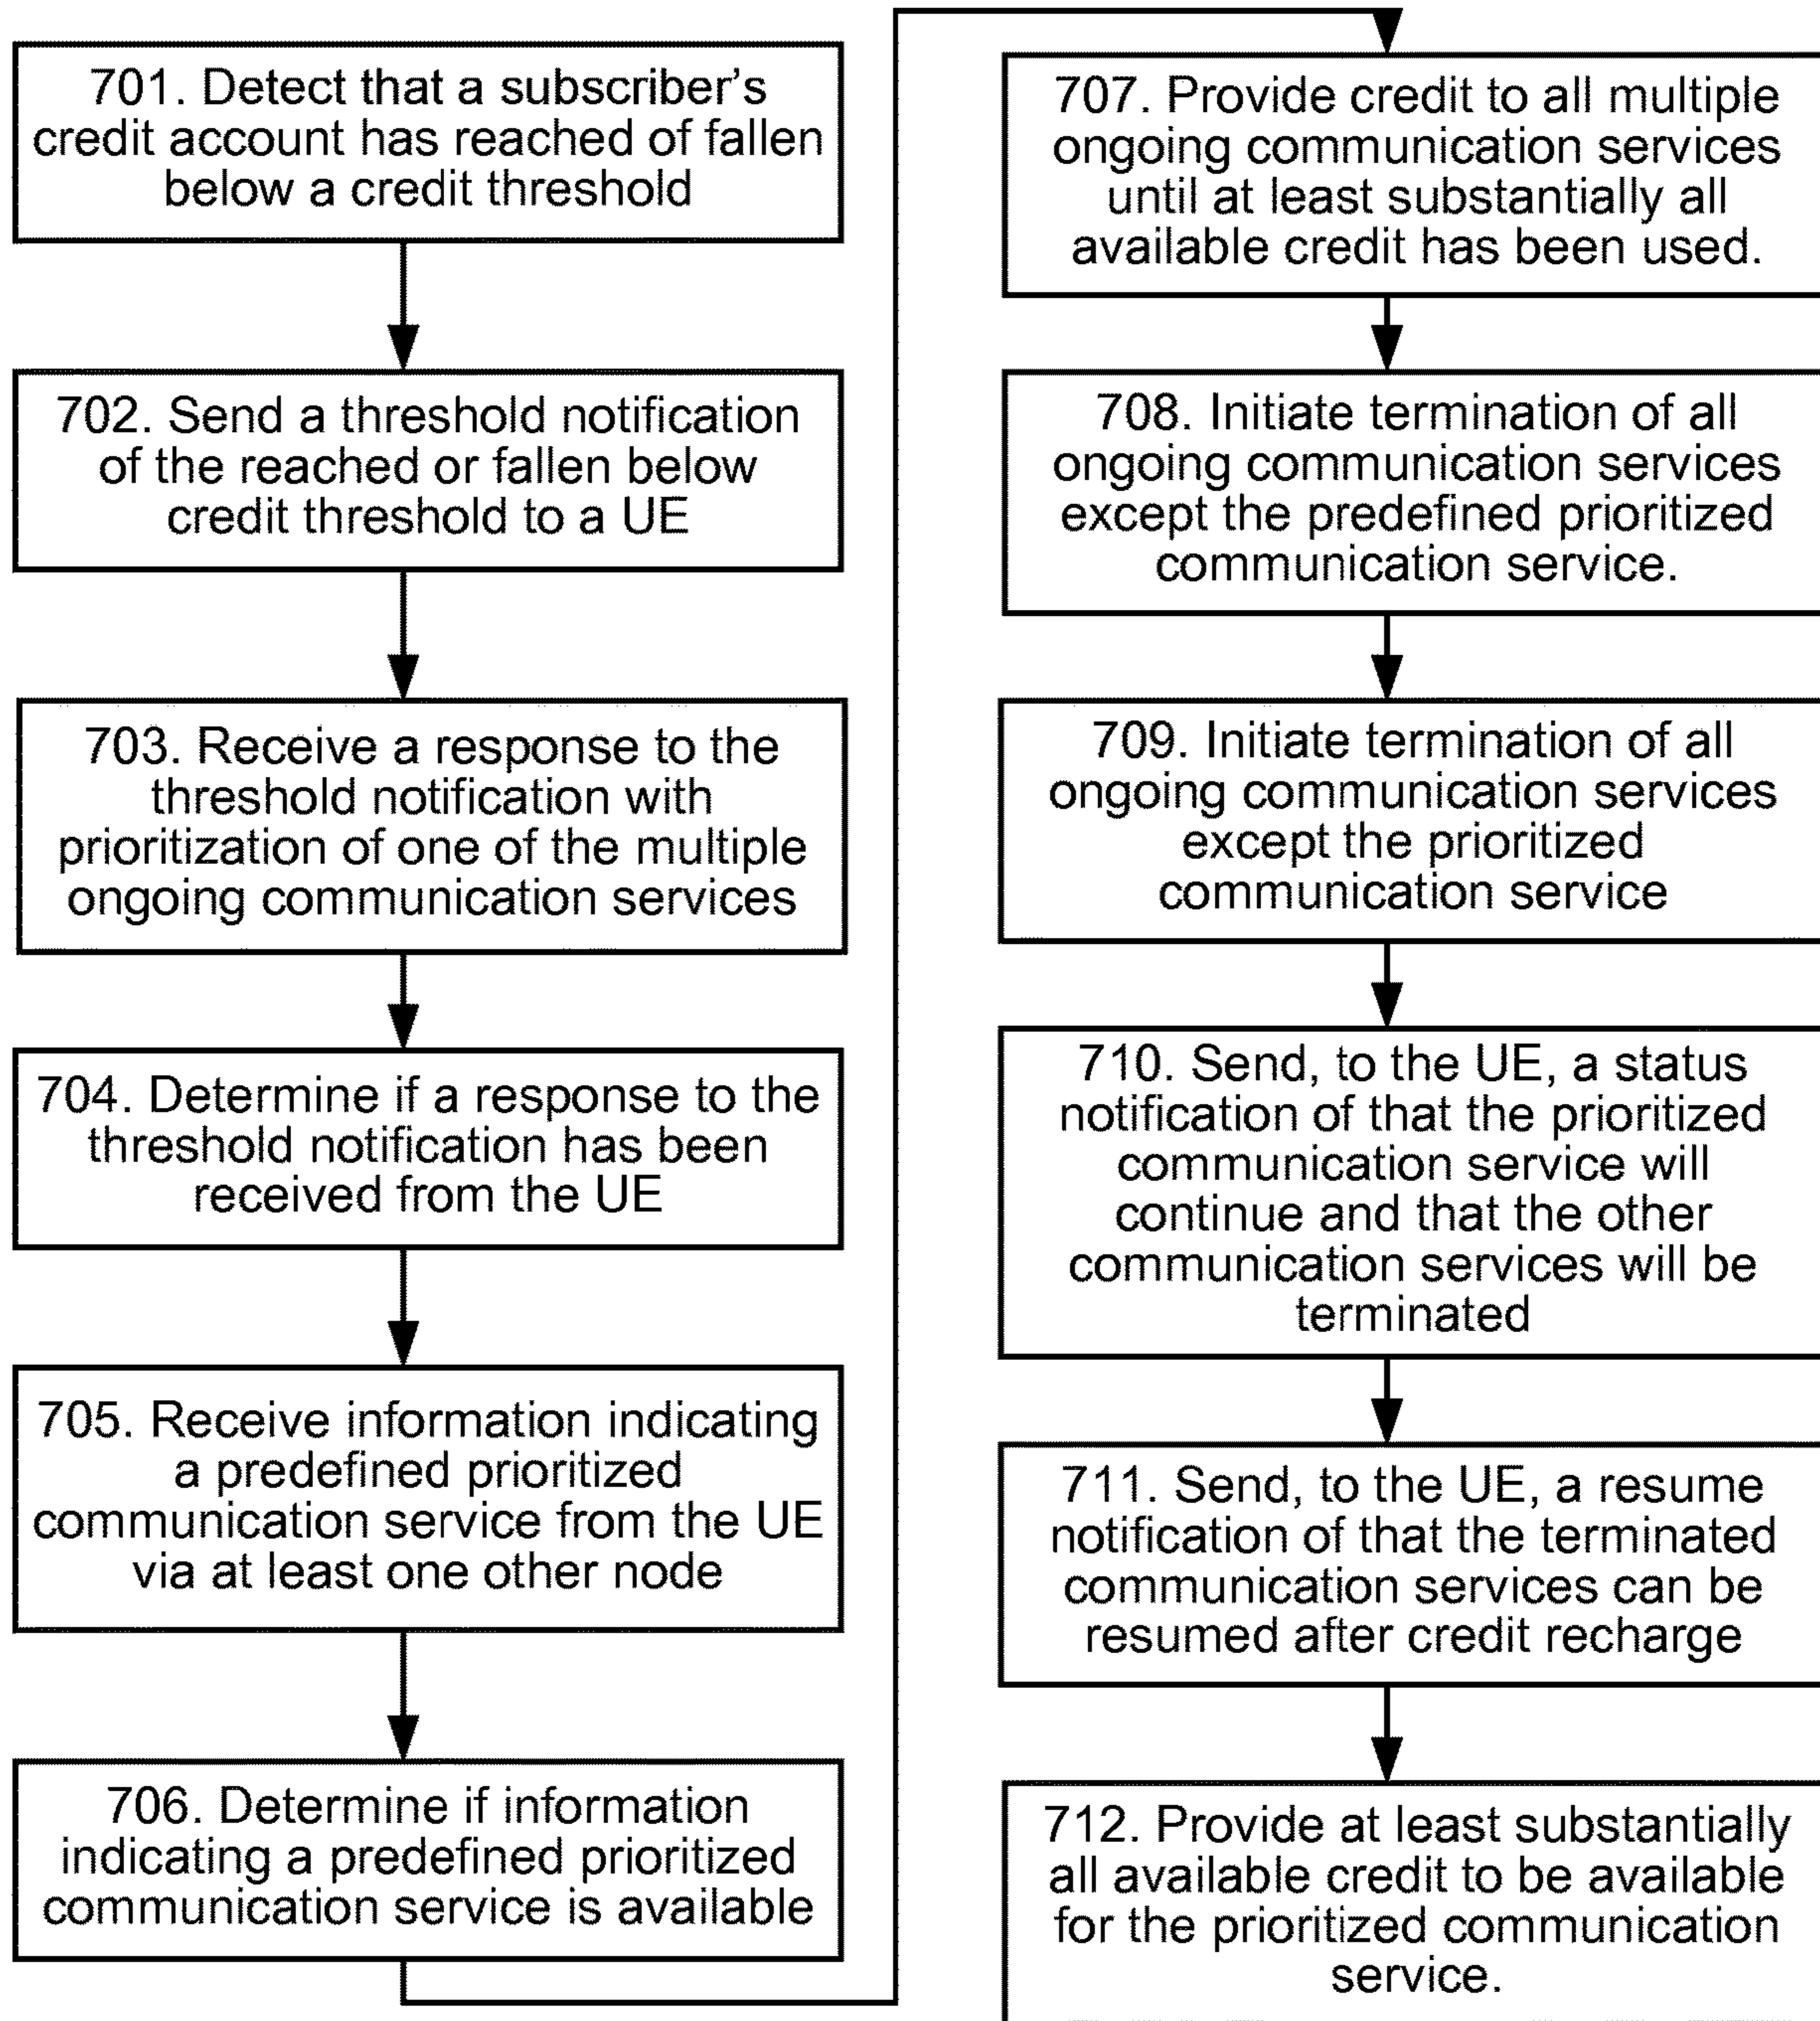 701. Detect that a subscriber's
credit account has reached of fallen
below a credit threshold
702. Send a threshold notification
of the reached or fallen below
credit threshold to a UE
703. Receive a response to the
threshold notification with
prioritization of one of the multiple
ongoing communication services
704. Determine if a response to the
threshold notification has been
received from the UE
705. Receive information indicating
a predefined prioritized
communication service from the UE
via at least one other node
706. Determine if information
indicating a predefined prioritized
communication service is available
707. Provide credit to all multiple
ongoing communication services
until at least substantially all
available credit has been used.
708. Initiate termination of all
ongoing communication services
except the predefined prioritized
communication service.
709. Initiate termination of all
ongoing communication services
except the prioritized
communication service
710. Send, to the UE, a status
notification of that the prioritized
communication service will
continue and that the other
communication services will be
terminated
711. Send, to the UE, a resume
notification of that the terminated
communication services can be
resumed after credit recharge
712. Provide at least substantially
all available credit to be available
for the prioritized communication
service.